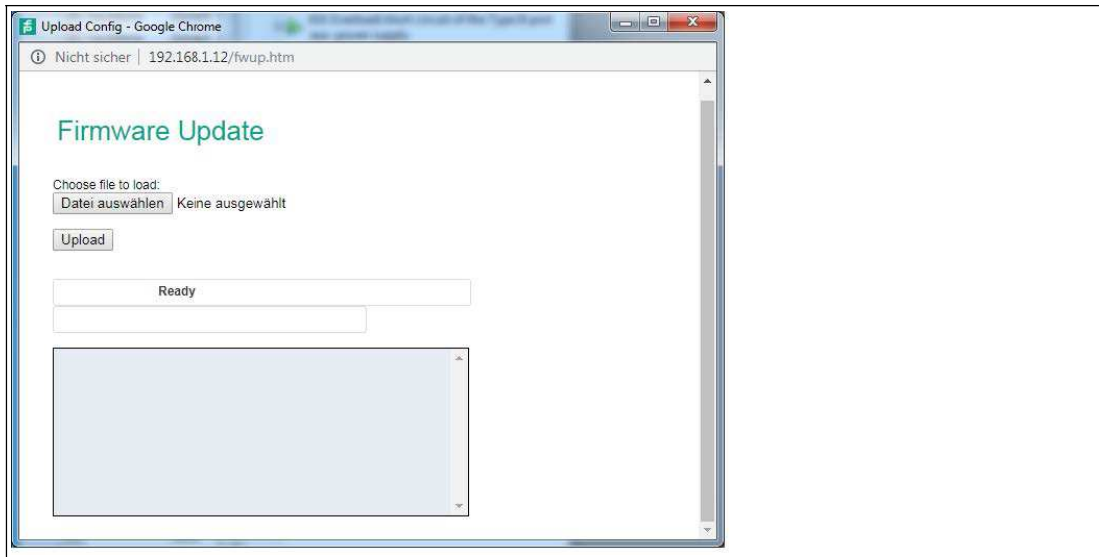 Upload Config - Google Chrome
Nicht sicher | 192.168.1.12/fwup.htm
Firmware Update
Choose file to load:
Datei auswählen Keine ausgewählt
Upload
Ready